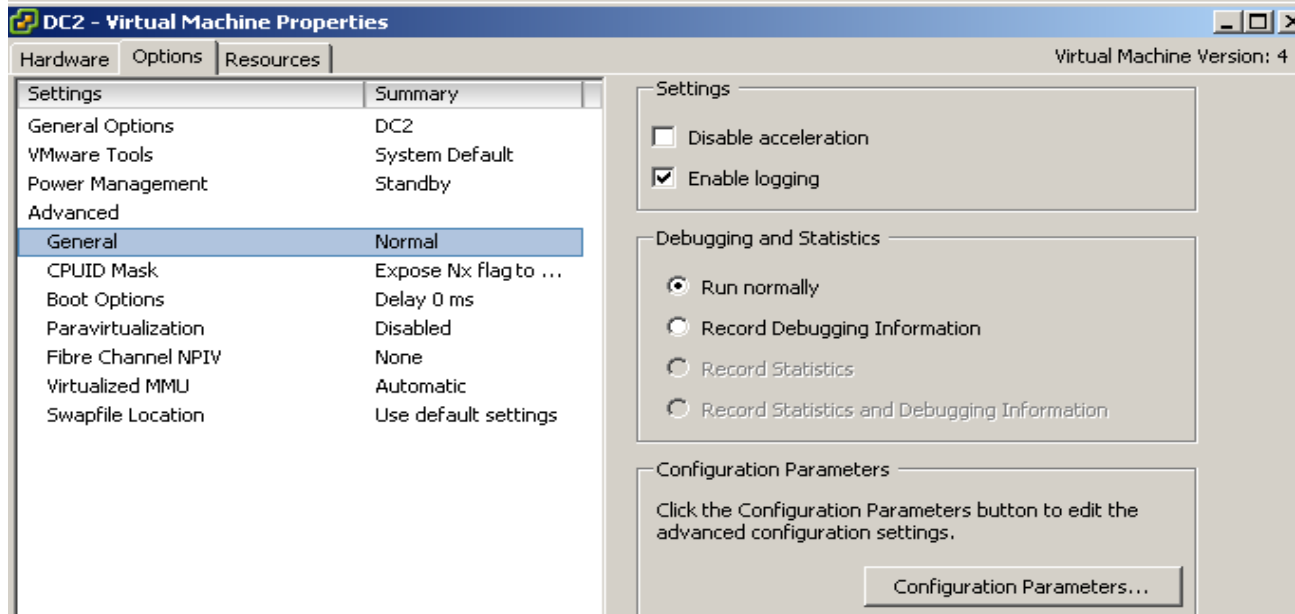 DC2 - Virtual Machine Properties
Hardware Options Resources Virtual Machine Version: 4
Settings Summary
General Options DC2
VMware Tools System Default
Power Management Standby
Advanced
General Normal
CPUID Mask Expose Nx flag to ...
Boot Options Delay 0 ms
Paravirtualization Disabled
Fibre Channel NPIV None
Virtualized MMU Automatic
Swapfile Location Use default settings
Settings
Disable acceleration
Enable logging
Debugging and Statistics
Run normally
Record Debugging Information
Record Statistics
Record Statistics and Debugging Information
Configuration Parameters
Click the Configuration Parameters button to edit the
advanced configuration settings.
Configuration Parameters...